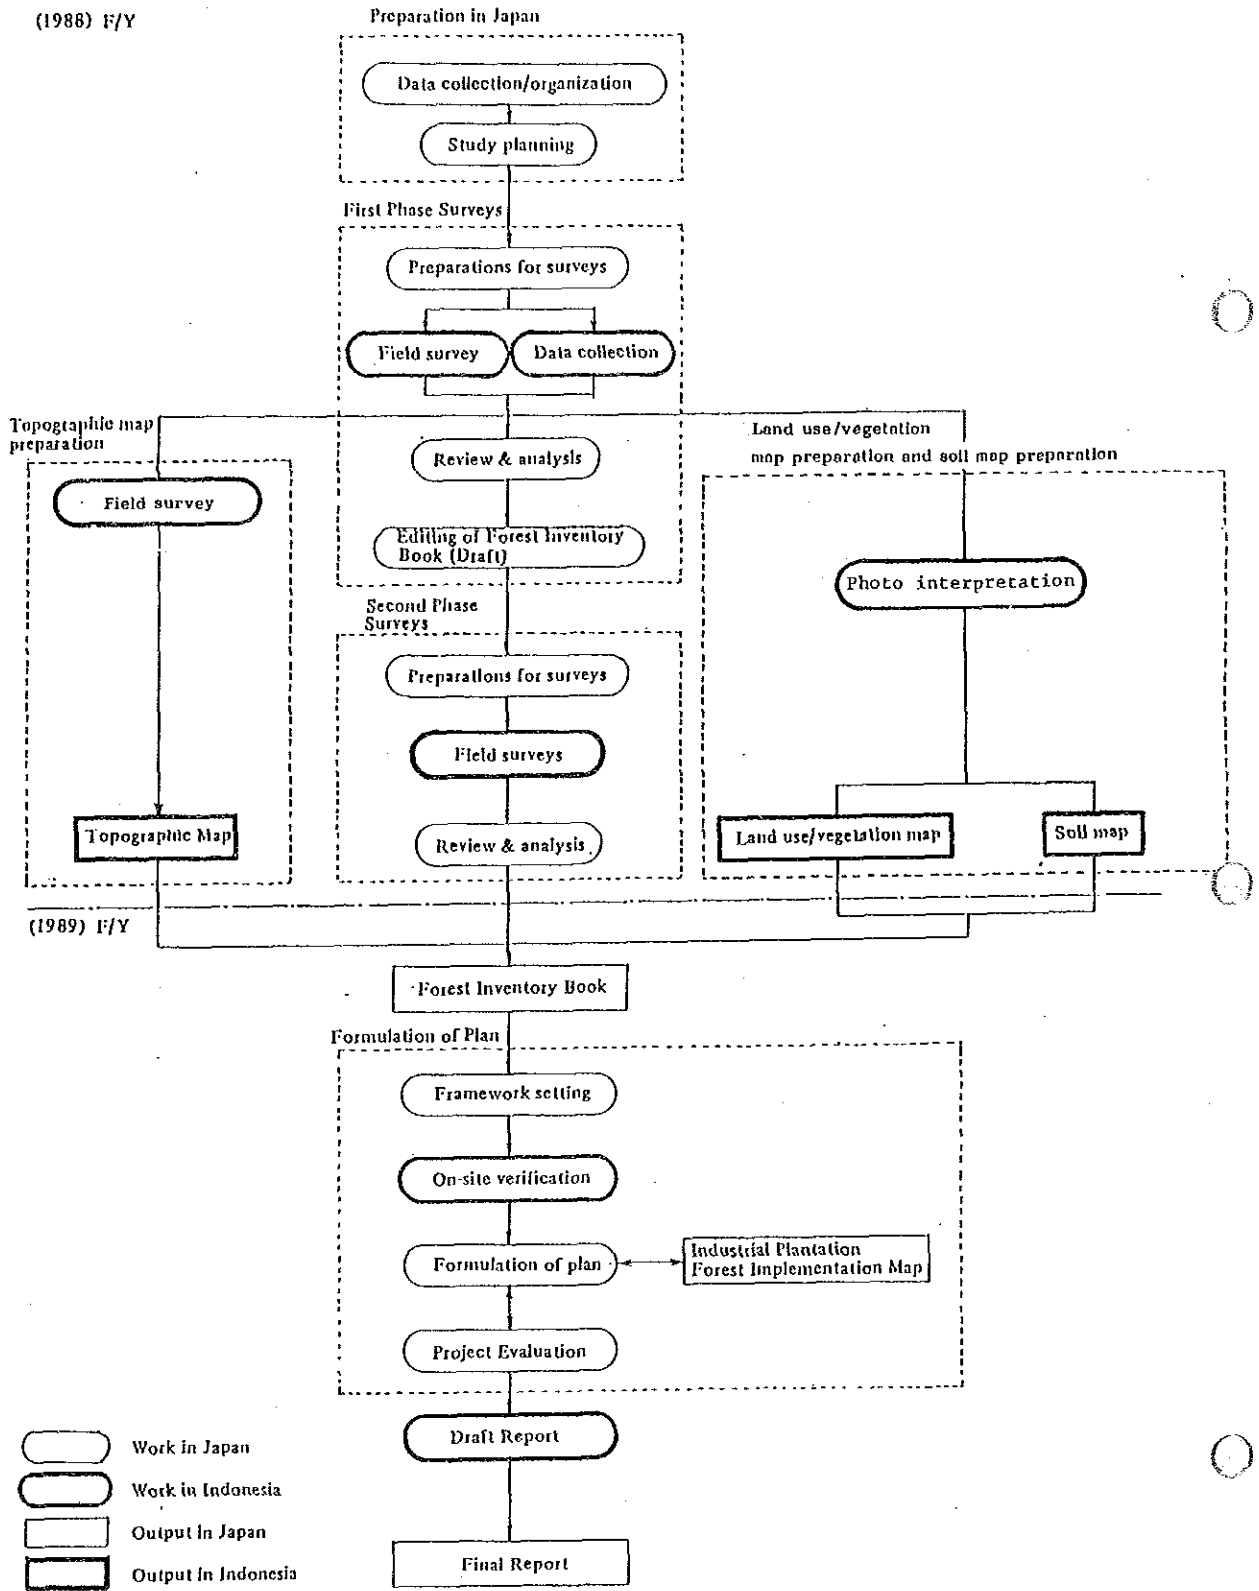 (1988) F/Y
Preparation in Japan
Data collection/organization
Study planning
First Phase Surveys
Preparations for surveys
Field survey
Data collection
Topographic map
preparation
Land use/vegetation
map preparation and soil map preparation
Review & analysis
Field survey
Editing of Forest Inventory
Book (Draft)
Photo interpretation
Second Phase
Surveys
Preparations for surveys
Field surveys
Topographic Map
Review & analysis
Land use/vegetation map
Soil map
(1989) F/Y
Forest Inventory Book
Formulation of Plan
Framework setting
On-site verification
Formulation of plan
Industrial Plantation
Forest Implementation Map
Project Evaluation
Draft Report
Final Report
Work in Japan
Work in Indonesia
Output in Japan
Output in Indonesia